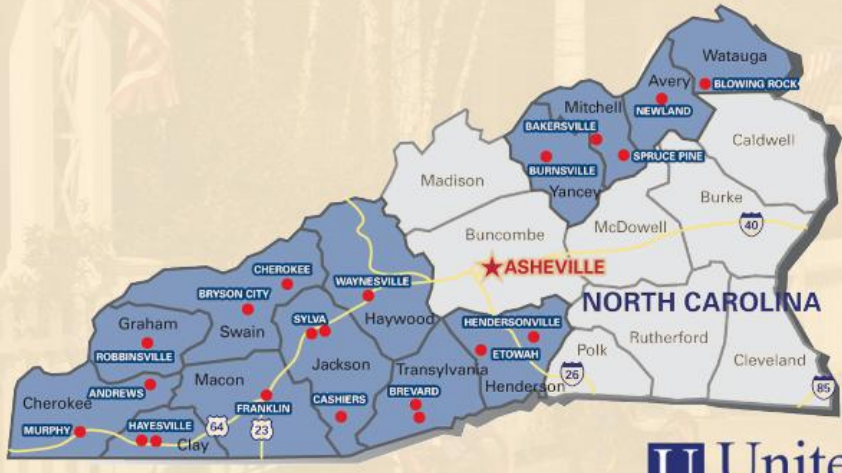 Watauga
Avery
BLOWING ROCK
Mitchell
NEWLAND
BAKERSVILLE
Caldwell
SPRUCE PINE
BURNSVILLE
Madison
Yancey
Burke
McDowell
40
Buncombe
ASHEVILLE
CHEROKEE
WAYNESVILLE
BRYSON CITY
NORTH CAROLINA
SYLVA
Haywood
HENDERSONVILLE
Graham
Swain
Rutherford
ROBBINSVILLE
ETOWAH
Polk
Jackson
Cleveland
Transylvania
26
Macon
Henderson
85
ANDREWS
BREVARD
Cherokee
CASHIERS
FRANKLIN
HAYESVILLE
64
23
MURPHY
Clay
U Unite